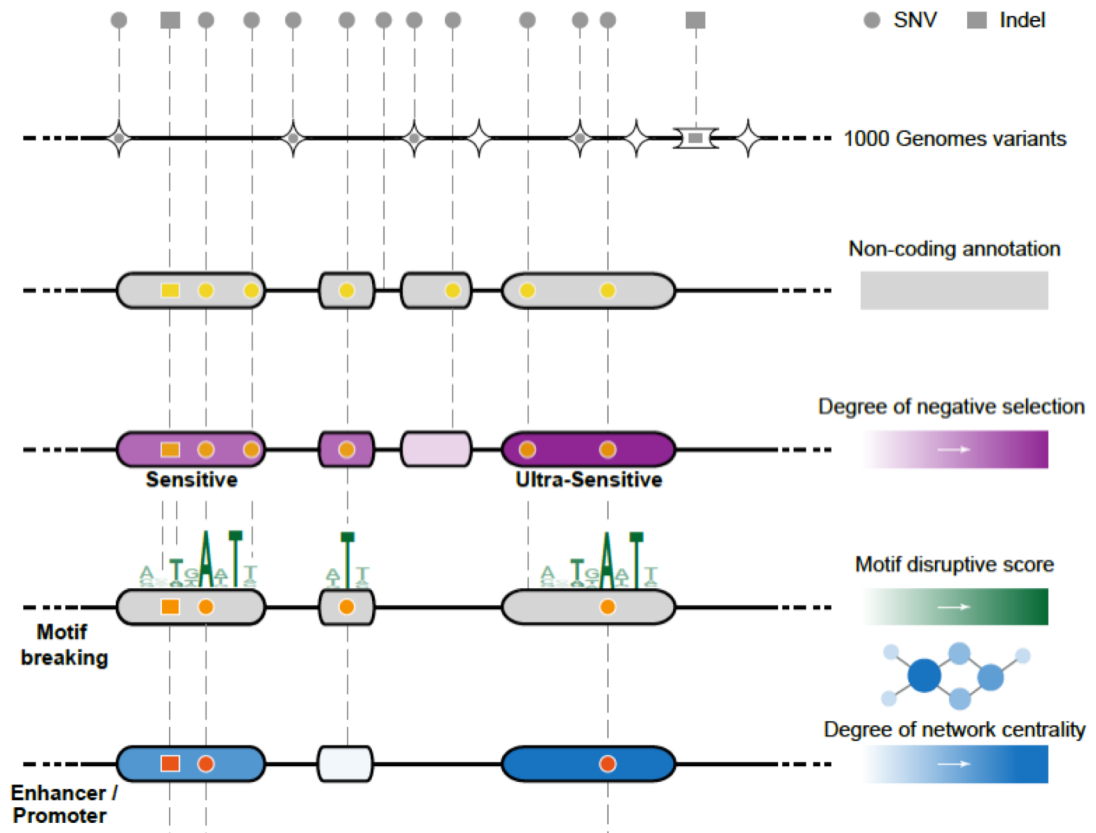 SNV
Indel
1000 Genomes variants
Non-coding annotation
Degree of negative selection
Sensitive
Ultra-Sensitive
Motif disruptive score
Motif
breaking
Degree of network centrality
Enhancer /
Promoter